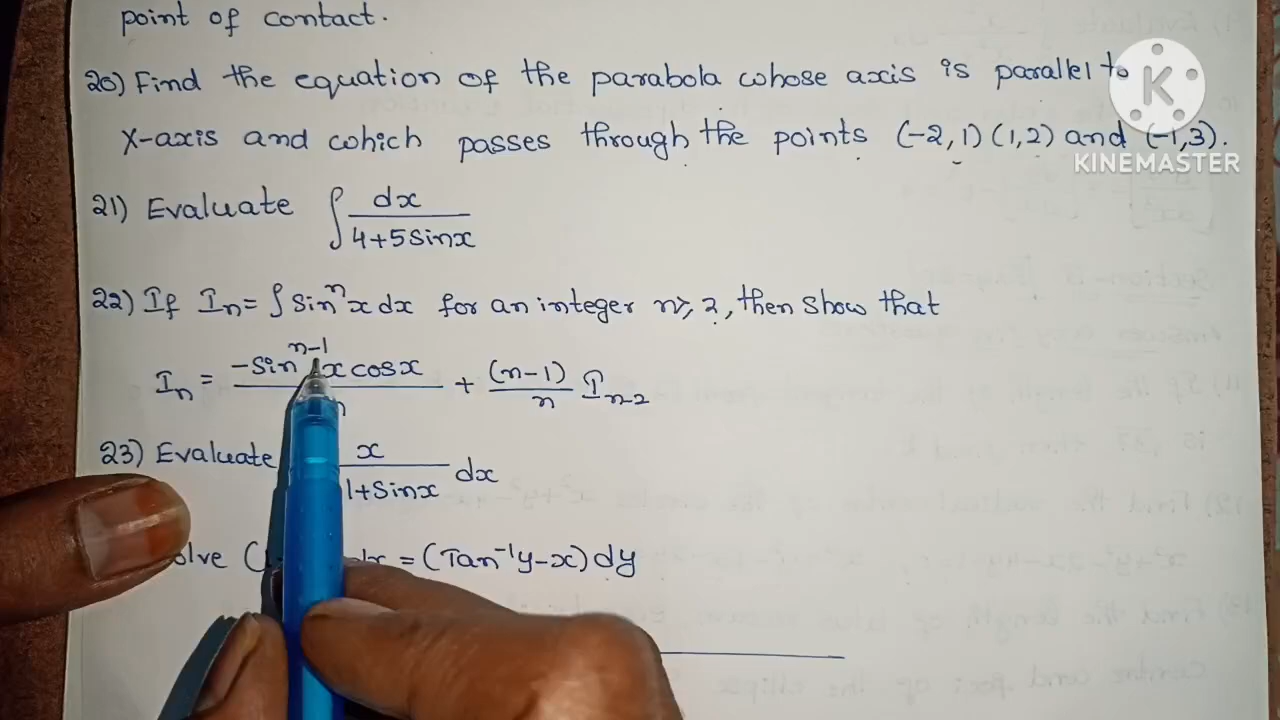 point of contact.
20) Find the equation of the parabola whose axis is parallel to
X-axis and which passes through the points (-2,1) (1,2) and (-1,3).
K
KINEMASTER
21) Evaluate ∫ dx / 4+5Sinx
22) If Iₙ = ∫ Sinⁿx dx for an integer n≥2, then show that
Iₙ = -Sinⁿ⁻¹x cosx / n + (n-1)/n Iₙ₋₂
23) Evaluate x / 1+Sinx dx
= (Tan⁻¹y-x) dy